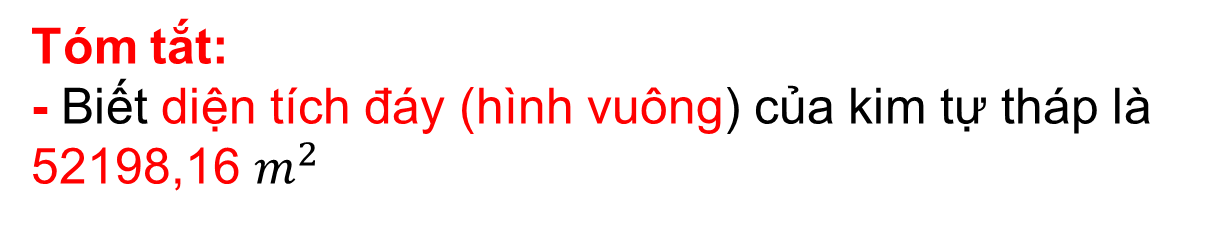 Tóm tắt:
- Biết diện tích đáy (hình vuông) của kim tự tháp là
52198,16 𝑚²